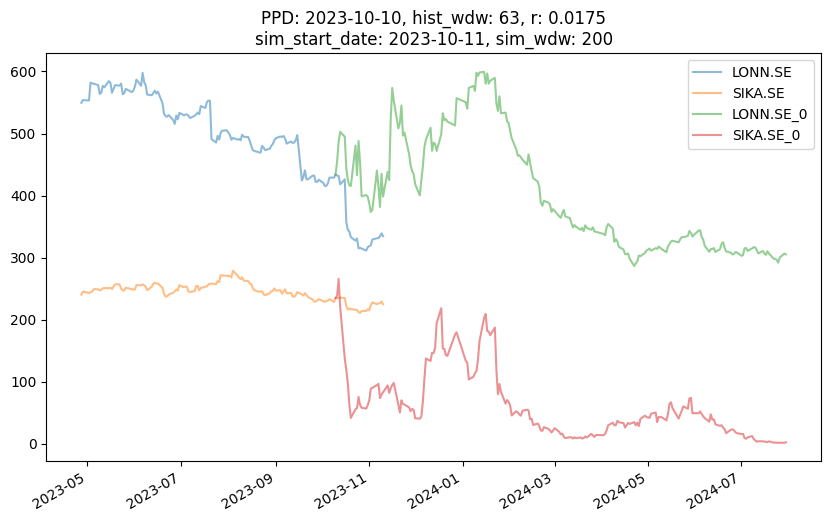 PPD: 2023-10-10, hist_wdw: 63, r: 0.0175
sim_start_date: 2023-10-11, sim_wdw: 200
LONN.SE
SIKA.SE
LONN.SE_0
SIKA.SE_0
600
500
400
300
200
100
0
2023-05
2023-07
2023-09
2023-11
2024-01
2024-03
2024-05
2024-07